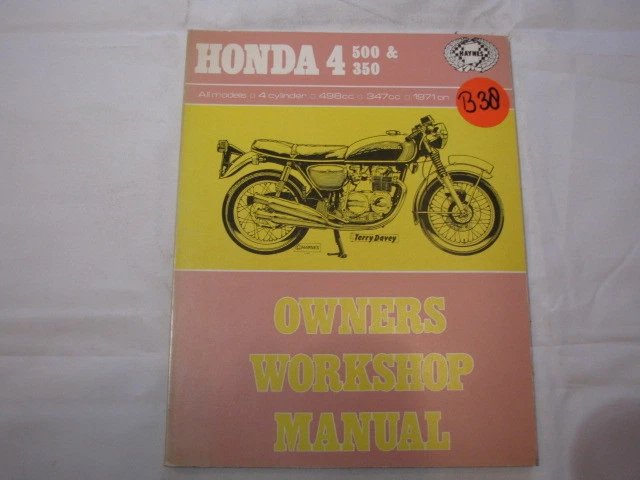 HONDA 4 500 & 350
HAYNES
All models □ 4 cylinder □ 498cc □ 347cc □ 1971 on
B38
Terry Davey
OWNERS
WORKSHOP
MANUAL